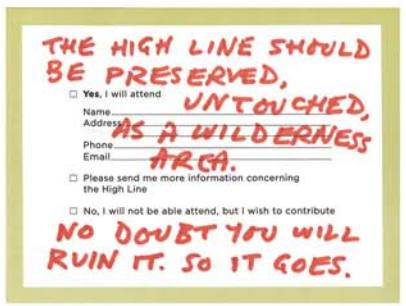 THE HIGH LINE SHOULD
BE PRESERVED,
☐ Yes, I will attend
UNTOUCHED,
Name
Address
AS A WILDERNESS
Phone
Email
AREA.
☐ Please send me more information concerning
the High Line
☐ No, I will not be able attend, but I wish to contribute
NO DOUBT YOU WILL
RUIN IT. SO IT GOES.